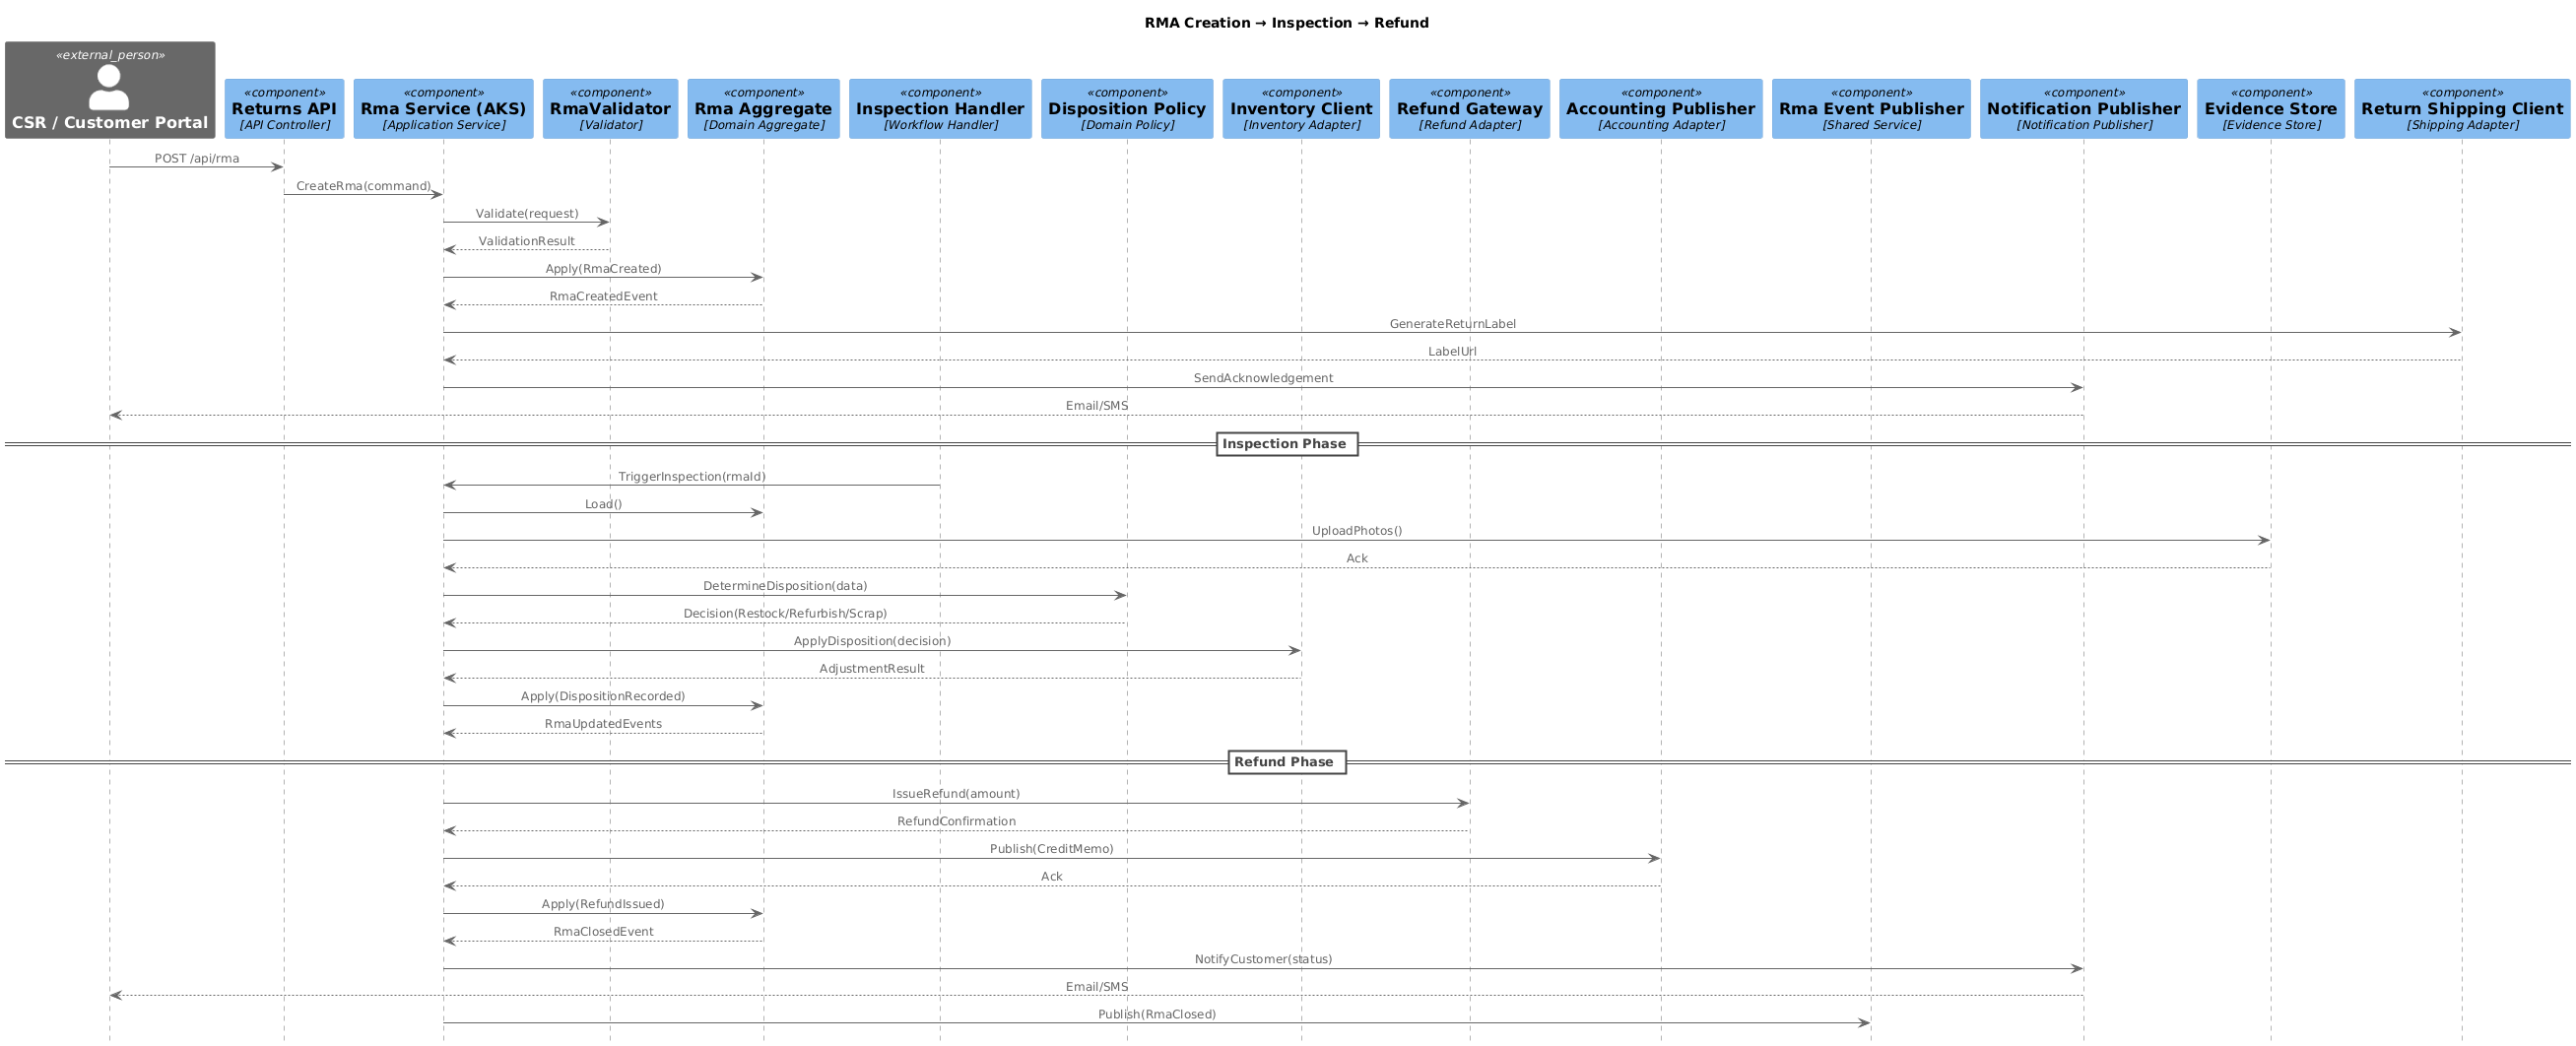 RMA Creation → Inspection → Refund
«external_person»
CSR / Customer Portal
«component»
Returns API
[API Controller]
«component»
Rma Service (AKS)
[Application Service]
«component»
RmaValidator
[Validator]
«component»
Rma Aggregate
[Domain Aggregate]
«component»
Inspection Handler
[Workflow Handler]
«component»
Disposition Policy
[Domain Policy]
«component»
Inventory Client
[Inventory Adapter]
«component»
Refund Gateway
[Refund Adapter]
«component»
Accounting Publisher
[Accounting Adapter]
«component»
Rma Event Publisher
[Shared Service]
«component»
Notification Publisher
[Notification Publisher]
«component»
Evidence Store
[Evidence Store]
«component»
Return Shipping Client
[Shipping Adapter]
POST /api/rma
CreateRma(command)
Validate(request)
ValidationResult
Apply(RmaCreated)
RmaCreatedEvent
GenerateReturnLabel
LabelUrl
SendAcknowledgement
Email/SMS
Inspection Phase
TriggerInspection(rmaId)
Load()
UploadPhotos()
Ack
DetermineDisposition(data)
Decision(Restock/Refurbish/Scrap)
ApplyDisposition(decision)
AdjustmentResult
Apply(DispositionRecorded)
RmaUpdatedEvents
Refund Phase
IssueRefund(amount)
RefundConfirmation
Publish(CreditMemo)
Ack
Apply(RefundIssued)
RmaClosedEvent
NotifyCustomer(status)
Email/SMS
Publish(RmaClosed)